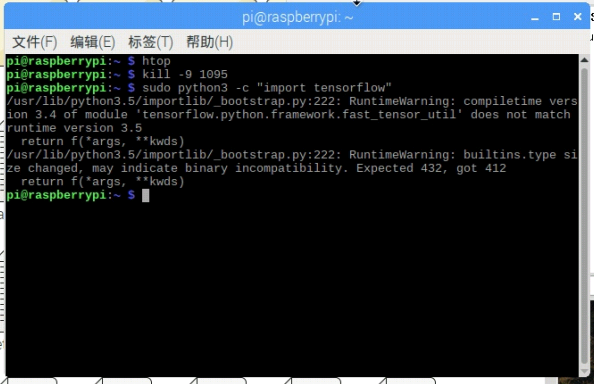 pi@raspberrypi: ~
文件(F) 编辑(E) 标签(T) 帮助(H)
pi@raspberrypi:~ $ htop
pi@raspberrypi:~ $ kill -9 1095
pi@raspberrypi:~ $ sudo python3 -c "import tensorflow"
/usr/lib/python3.5/importlib/_bootstrap.py:222: RuntimeWarning: compiletime vers
ion 3.4 of module 'tensorflow.python.framework.fast_tensor_util' does not match
runtime version 3.5
  return f(*args, **kwds)
/usr/lib/python3.5/importlib/_bootstrap.py:222: RuntimeWarning: builtins.type si
ze changed, may indicate binary incompatibility. Expected 432, got 412
  return f(*args, **kwds)
pi@raspberrypi:~ $